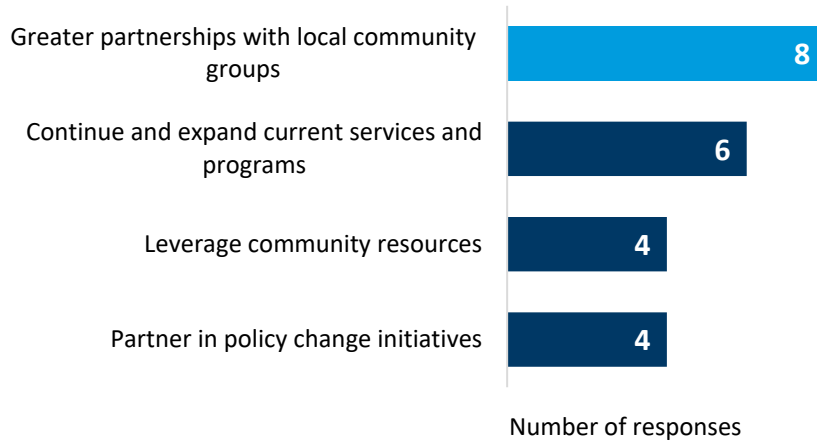 Greater partnerships with local community
groups
8
Continue and expand current services and
programs
6
Leverage community resources
4
Partner in policy change initiatives
4
Number of responses